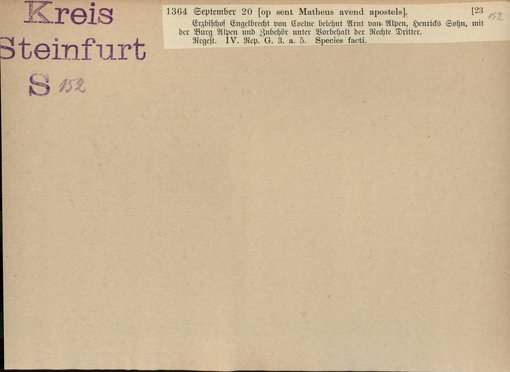 Kreis
Steinfurt
S 152
1364 September 20 [op sent Matheus avend apostels]. [23 152
Erzbischof Engelbrecht von Coelne belehnt Arnt van Alpen, Henricks Sohn, mit
der Burg Alpen und Zubehör unter Vorbehalt der Rechte Dritter.
Regest. IV. Rep. G. 3. a. 5. Species facti.